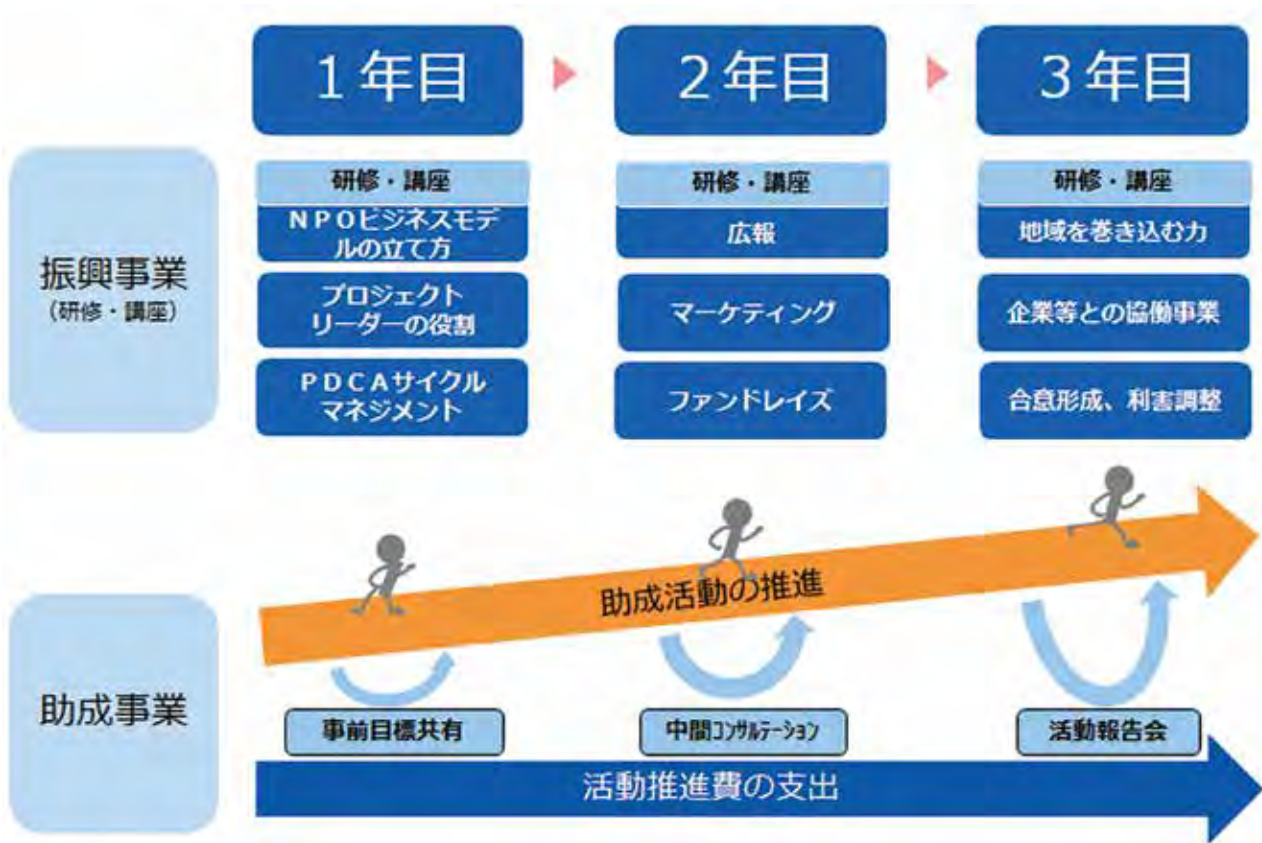 １年目
２年目
３年目
振興事業
（研修・講座）
研修・講座
ＮＰＯビジネスモデ
ルの立て方
プロジェクト
リーダーの役割
ＰＤＣＡサイクル
マネジメント
研修・講座
広報
マーケティング
ファンドレイズ
研修・講座
地域を巻き込む力
企業等との協働事業
合意形成、利害調整
助成事業
助成活動の推進
事前目標共有
中間ｺﾝｻﾙﾃｰｼｮﾝ
活動報告会
活動推進費の支出